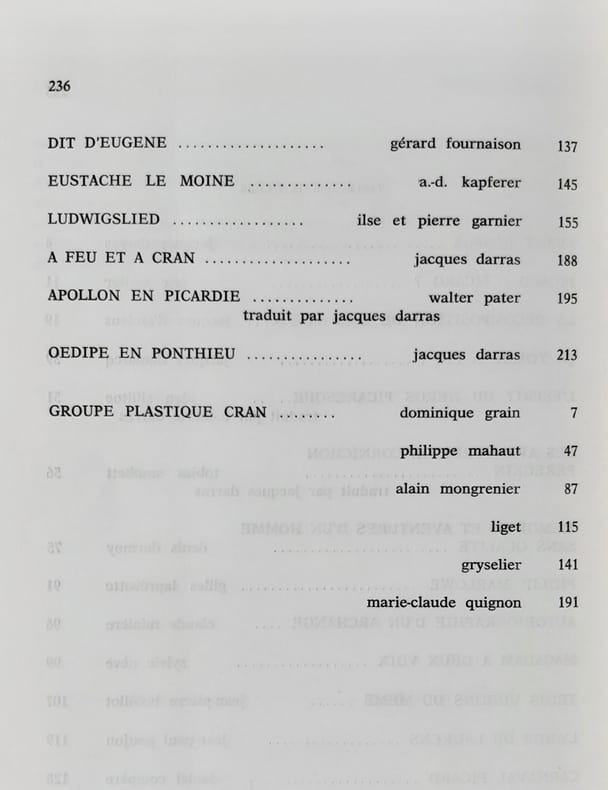 236
DIT D'EUGENE ................... gérard fournaison 137
EUSTACHE LE MOINE .............. a.-d. kapferer 145
LUDWIGSLIED .................. ilse et pierre garnier 155
A FEU ET A CRAN .................... jacques darras 188
APOLLON EN PICARDIE .............. walter pater 195
traduit par jacques darras
OEDIPE EN PONTHIEU ................ jacques darras 213
GROUPE PLASTIQUE CRAN ........ dominique grain 7
philippe mahaut 47
alain mongrenier 87
liget 115
gryselier 141
marie-claude quignon 191